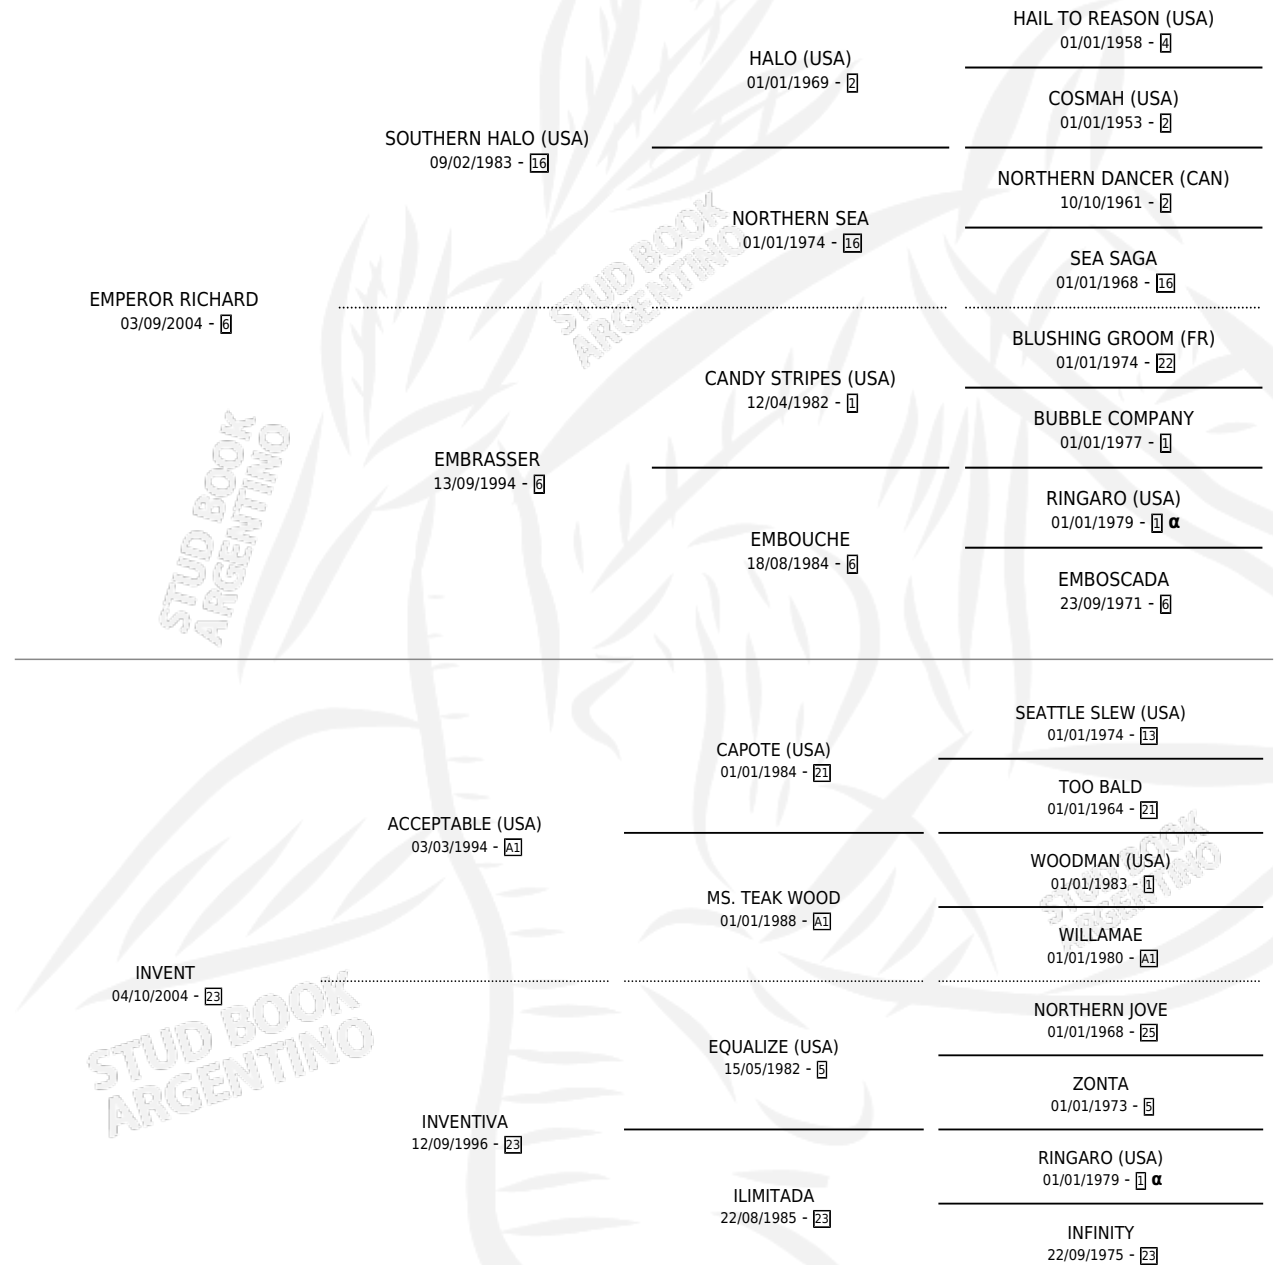 HAIL TO REASON (USA)
01/01/1958 - 4
HALO (USA)
01/01/1969 - 2
COSMAH (USA)
01/01/1953 - 2
SOUTHERN HALO (USA)
09/02/1983 - 16
NORTHERN DANCER (CAN)
10/10/1961 - 2
NORTHERN SEA
01/01/1974 - 16
SEA SAGA
01/01/1968 - 16
EMPEROR RICHARD
03/09/2004 - 6
BLUSHING GROOM (FR)
01/01/1974 - 22
CANDY STRIPES (USA)
12/04/1982 - 1
BUBBLE COMPANY
01/01/1977 - 1
EMBRASSER
13/09/1994 - 6
RINGARO (USA)
01/01/1979 - 1 α
EMBOUCHE
18/08/1984 - 6
EMBOSCADA
23/09/1971 - 6
SEATTLE SLEW (USA)
01/01/1974 - 13
CAPOTE (USA)
01/01/1984 - 21
TOO BALD
01/01/1964 - 21
ACCEPTABLE (USA)
03/03/1994 - A1
WOODMAN (USA)
01/01/1983 - 1
MS. TEAK WOOD
01/01/1988 - A1
WILLAMAE
01/01/1980 - A1
INVENT
04/10/2004 - 23
NORTHERN JOVE
01/01/1968 - 25
EQUALIZE (USA)
15/05/1982 - 5
ZONTA
01/01/1973 - 5
INVENTIVA
12/09/1996 - 23
RINGARO (USA)
01/01/1979 - 1 α
ILIMITADA
22/08/1985 - 23
INFINITY
22/09/1975 - 23
STUD BOOK
ARGENTINO
STUD BOOK
ARGENTINO
STUD BOOK
ARGENTINO
STUD BOOK
ARGENTINO